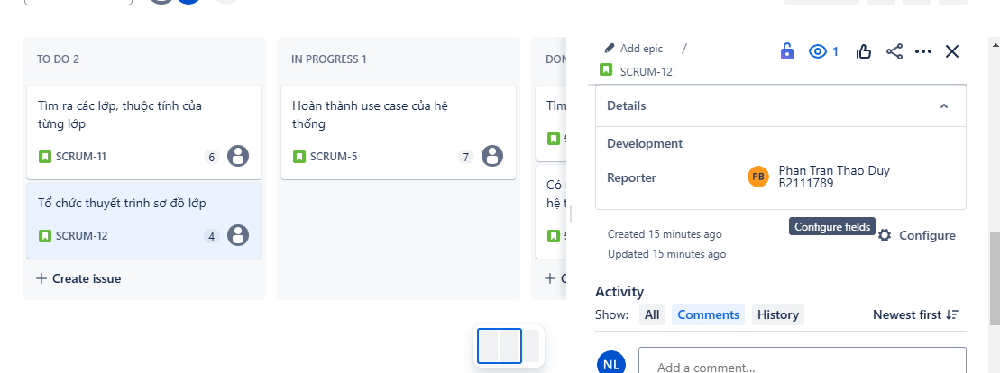 TO DO 2
Tìm ra các lớp, thuộc tính của
từng lớp
SCRUM-11
6
Tổ chức thuyết trình sơ đồ lớp
SCRUM-12
4
+ Create issue
IN PROGRESS 1
Hoàn thành use case của hệ
thống
SCRUM-5
7
DON
Tìm
Có
hệ t
+ C
Add epic /
1
SCRUM-12
Details
Development
Reporter
PB
Phan Tran Thao Duy
B2111789
Created 15 minutes ago
Updated 15 minutes ago
Configure fields
Configure
Activity
Show:
All
Comments
History
Newest first
NL
Add a comment...